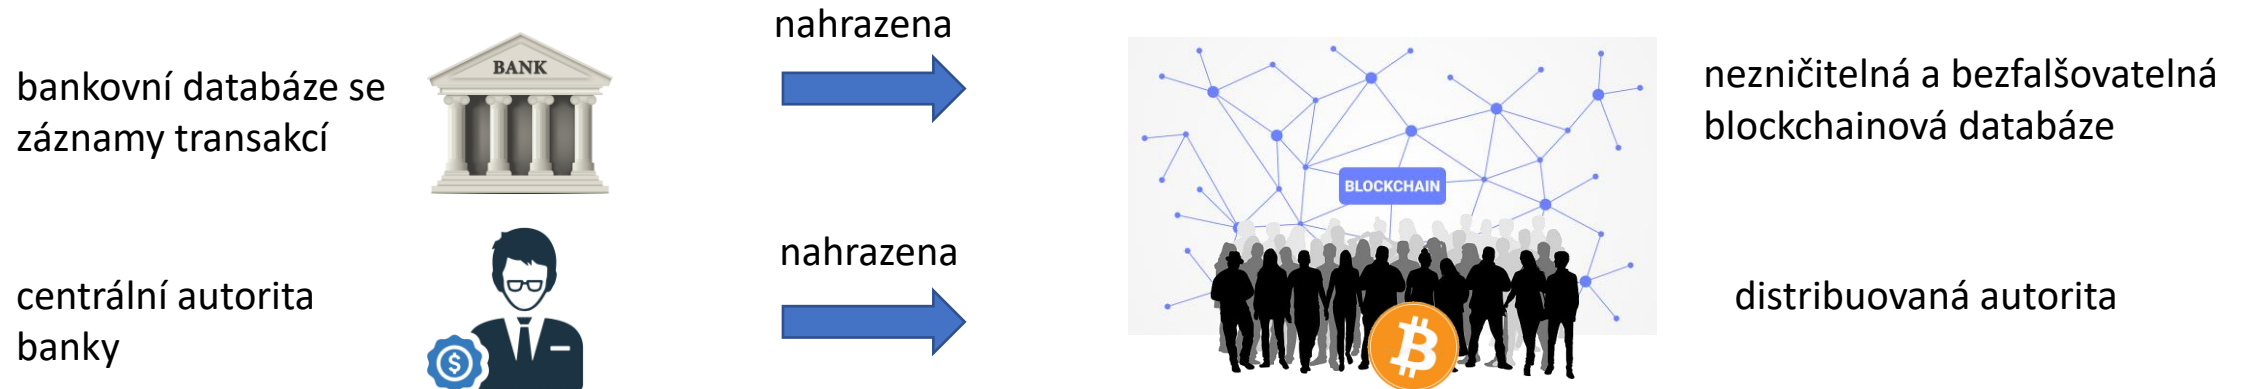 nahrazena
bankovní databáze se
záznamy transakcí
BANK
nezničitelná a bezfalšovatelná
blockchainová databáze
BLOCKCHAIN
nahrazena
centrální autorita
banky
$
₿
distribuovaná autorita